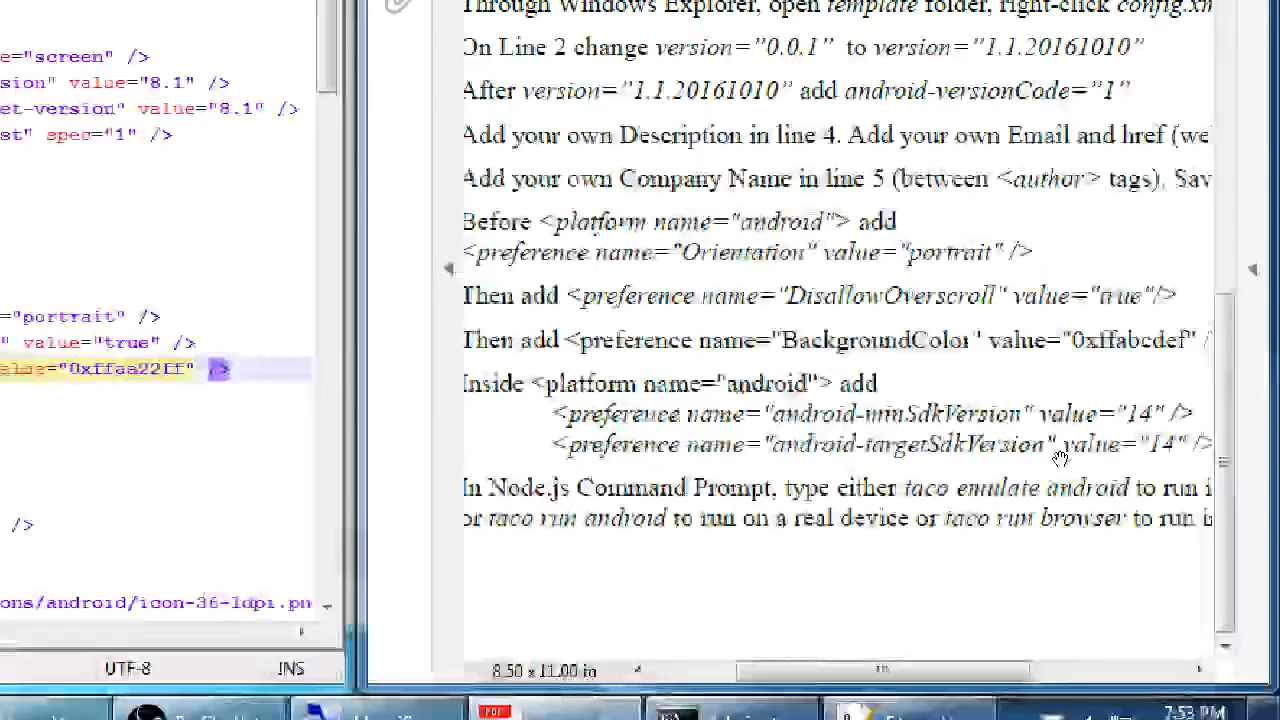 e="screen" />
sion" value="8.1" />
et-version" value="8.1" />
st" spec="1" />
="portrait" />
" value="true" />
alue="0xffaa22ff" />
/>
ons/android/icon-36-ldpi.pn
UTF-8 INS
Through Windows Explorer, open template folder, right-click config.xm
On Line 2 change version="0.0.1" to version="1.1.20161010"
After version="1.1.20161010" add android-versionCode="1"
Add your own Description in line 4. Add your own Email and href (we
Add your own Company Name in line 5 (between <author> tags), Sav
Before <platform name="android"> add
<preference name="Orientation" value="portrait" />
Then add <preference name="DisallowOverscroll" value="true"/>
Then add <preference name="BackgroundColor" value="0xffabcdef" /
Inside <platform name="android"> add
<preference name="android-minSdkVersion" value="14" />
<preference name="android-targetSdkVersion" value="14" />
In Node.js Command Prompt, type either taco emulate android to run i
or taco run android to run on a real device or taco run browser to run i
8.50 x 11.00 in
PDF
7:53 PM